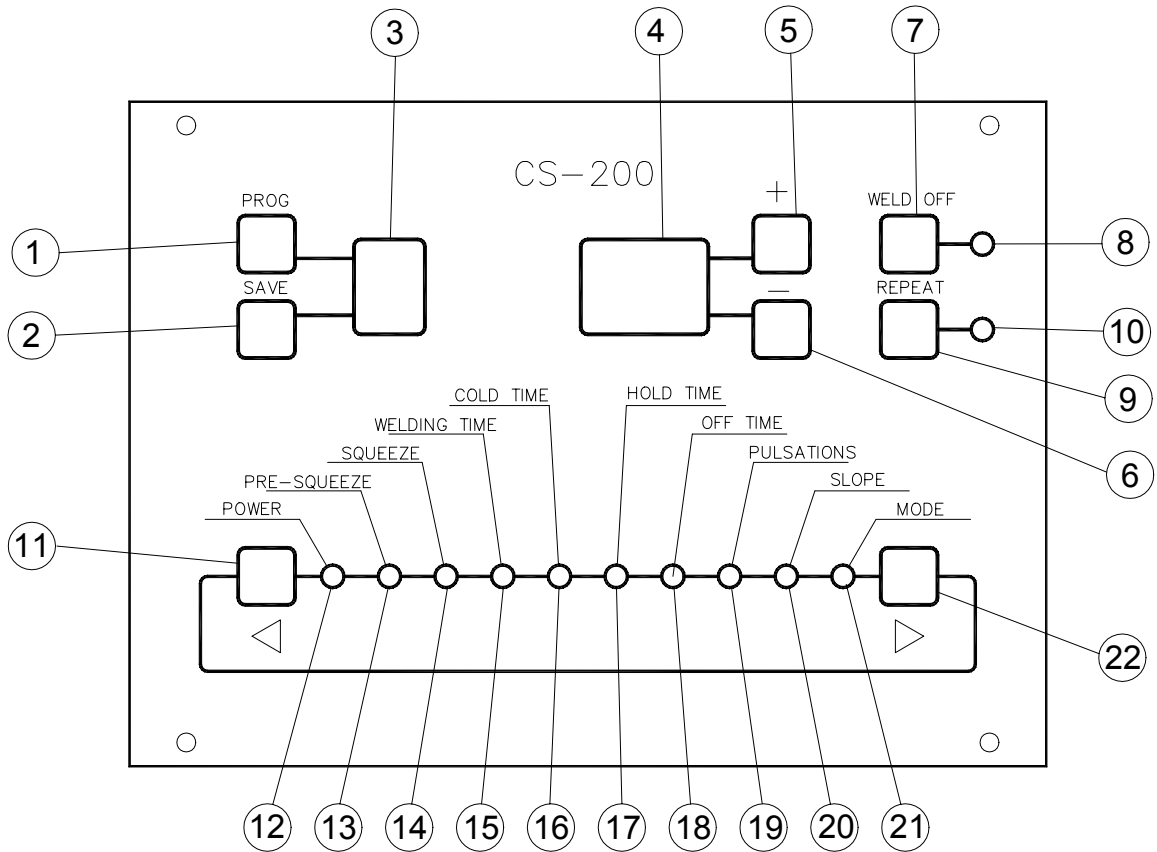 3 4 5 7
CS-200
+
PROG
WELD OFF
1
8
SAVE
−
REPEAT
2
10
9
COLD TIME
HOLD TIME
WELDING TIME
OFF TIME
SQUEEZE
PULSATIONS
6
PRE-SQUEEZE
SLOPE
POWER
MODE
11
22
12 13 14 15 16 17 18 19 20 21